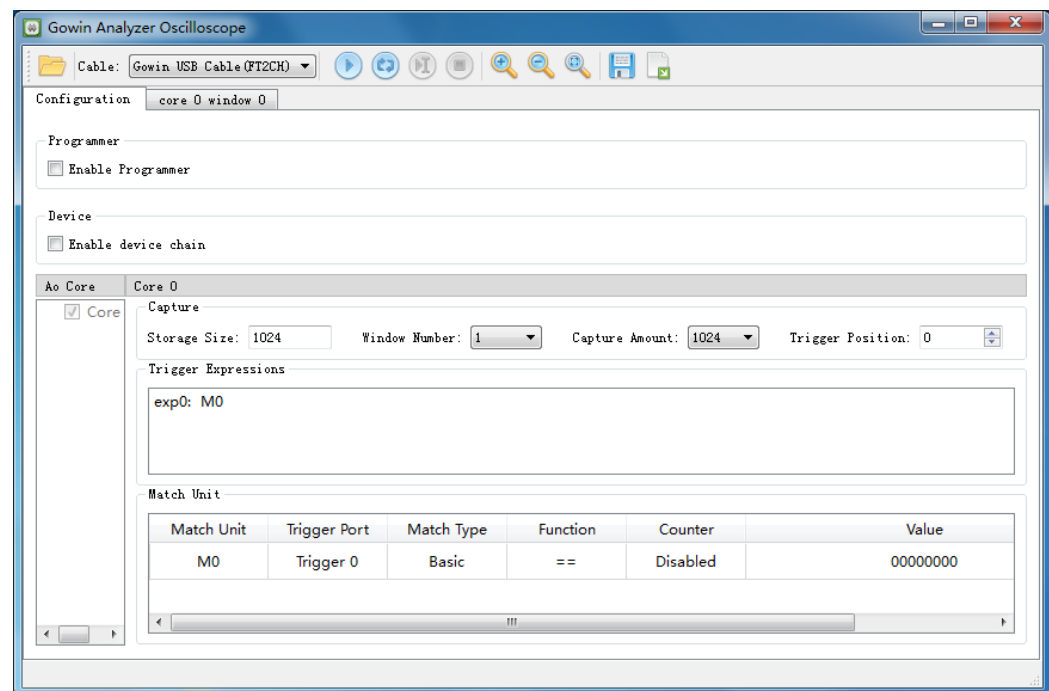 Gowin Analyzer Oscilloscope
Cable: Gowin USB Cable(FT2CH)
Configuration core 0 window 0
Programmer
Enable Programmer
Device
Enable device chain
Ao Core Core 0
Core
Capture
Storage Size: 1024 Window Number: 1 Capture Amount: 1024 Trigger Position: 0
Trigger Expressions
exp0: M0
Match Unit
Match Unit Trigger Port Match Type Function Counter Value
M0 Trigger 0 Basic == Disabled 00000000